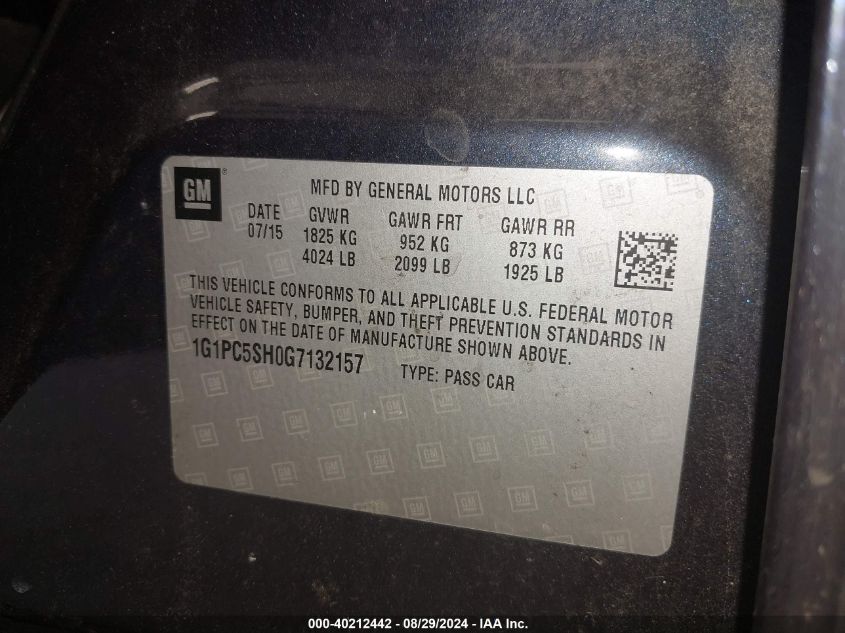 GM ®
MFD BY GENERAL MOTORS LLC
DATE GVWR GAWR FRT GAWR RR
07/15 1825 KG 952 KG 873 KG
4024 LB 2099 LB 1925 LB
THIS VEHICLE CONFORMS TO ALL APPLICABLE U.S. FEDERAL MOTOR
VEHICLE SAFETY, BUMPER, AND THEFT PREVENTION STANDARDS IN
EFFECT ON THE DATE OF MANUFACTURE SHOWN ABOVE.
1G1PC5SH0G7132157 TYPE: PASS CAR
000-40212442 - 08/29/2024 - IAA Inc.